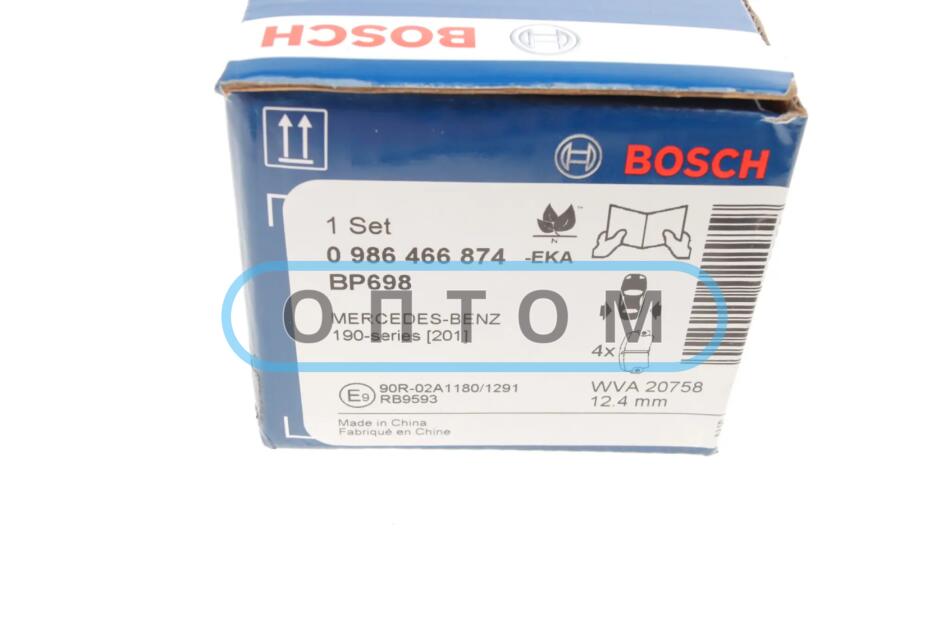 BOSCH
BOSCH
1 Set
0 986 466 874 -EKA
BP698
ОПТОМ
MERCEDES-BENZ
190-series [201]
4x
E9 90R-02A1180/1291
RB9593
WVA 20758
12.4 mm
Made in China
Fabriqué en Chine